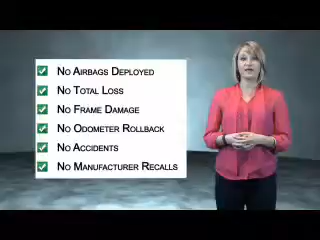 No Airbags Deployed
No Total Loss
No Frame Damage
No Odometer Rollback
No Accidents
No Manufacturer Recalls